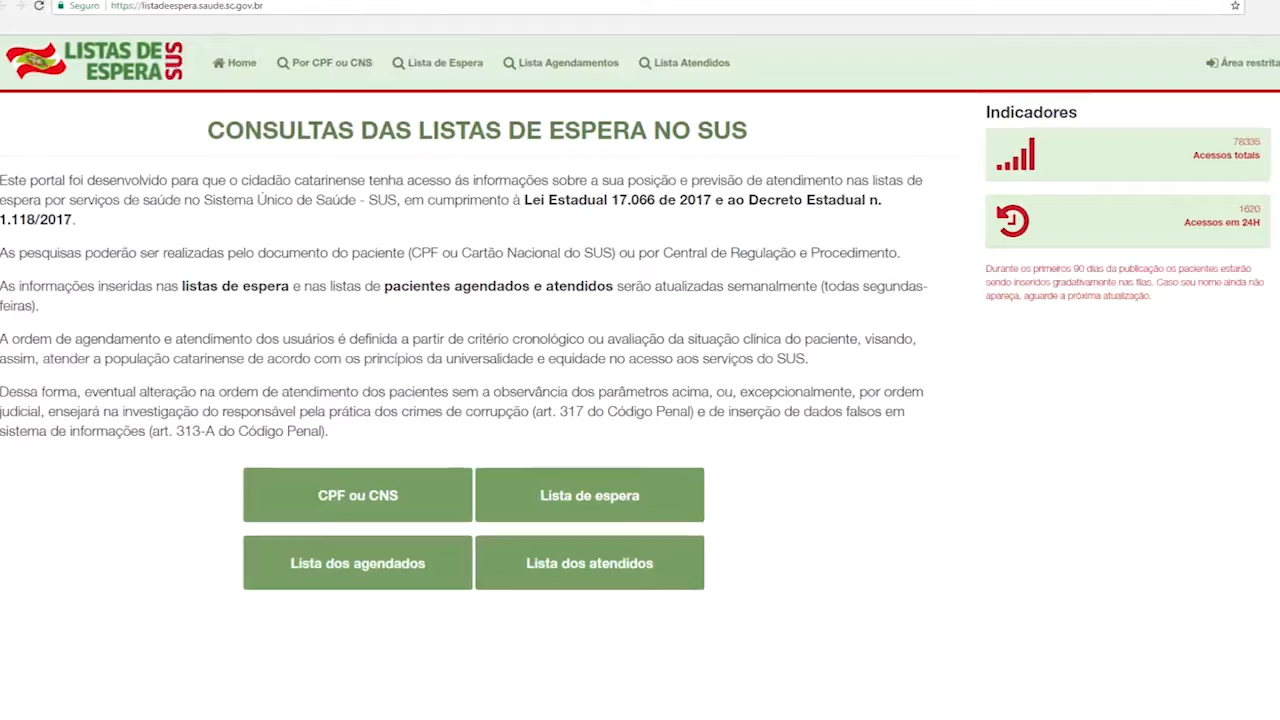 Seguro
https://listadeespera.saude.sc.gov.br
LISTAS DE
ESPERA
SUS
Home
Por CPF ou CNS
Lista de Espera
Lista Agendamentos
Lista Atendidos
Área restrita
CONSULTAS DAS LISTAS DE ESPERA NO SUS
Este portal foi desenvolvido para que o cidadão catarinense tenha acesso ás informações sobre a sua posição e previsão de atendimento nas listas de
espera por serviços de saúde no Sistema Único de Saúde - SUS, em cumprimento à Lei Estadual 17.066 de 2017 e ao Decreto Estadual n.
1.118/2017.
As pesquisas poderão ser realizadas pelo documento do paciente (CPF ou Cartão Nacional do SUS) ou por Central de Regulação e Procedimento.
As informações inseridas nas listas de espera e nas listas de pacientes agendados e atendidos serão atualizadas semanalmente (todas segundas-
feiras).
A ordem de agendamento e atendimento dos usuários é definida a partir de critério cronológico ou avaliação da situação clínica do paciente, visando,
assim, atender a população catarinense de acordo com os princípios da universalidade e equidade no acesso aos serviços do SUS.
Dessa forma, eventual alteração na ordem de atendimento dos pacientes sem a observância dos parâmetros acima, ou, excepcionalmente, por ordem
judicial, ensejará na investigação do responsável pela prática dos crimes de corrupção (art. 317 do Código Penal) e de inserção de dados falsos em
sistema de informações (art. 313-A do Código Penal).
CPF ou CNS
Lista de espera
Lista dos agendados
Lista dos atendidos
Indicadores
78335
Acessos totais
1620
Acessos em 24H
Durante os primeiros 90 dias da publicação os pacientes estarão
sendo inseridos gradativamente nas filas. Caso seu nome ainda não
apareça, aguarde a próxima atualização.